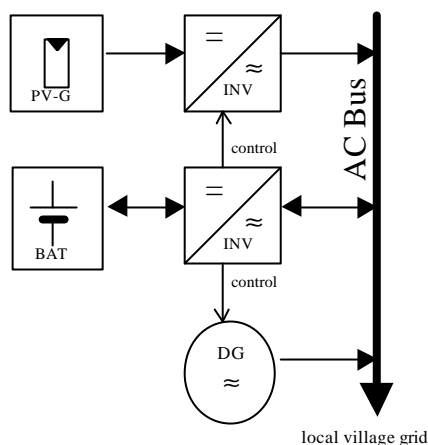 PV-G
=
≈
INV
AC Bus
control
BAT
=
≈
INV
control
DG
≈
local village grid